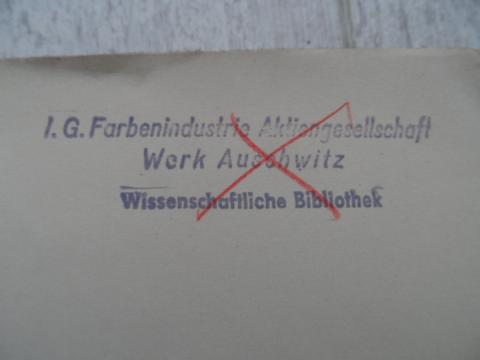 I. G. Farbenindustrie Aktiengesellschaft
Werk Auschwitz
Wissenschaftliche Bibliothek